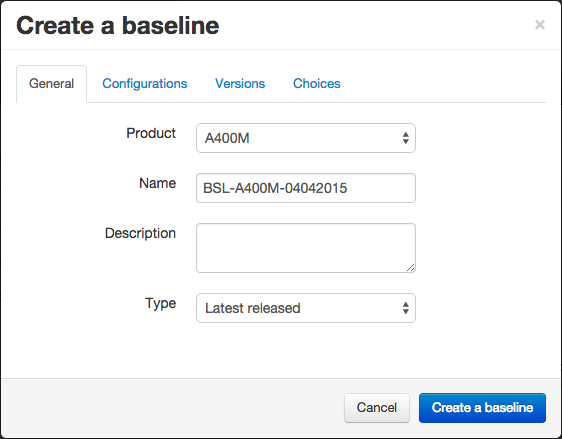 Create a baseline ×
General Configurations Versions Choices
Product A400M
Name BSL-A400M-04042015
Description
Type Latest released
Cancel Create a baseline